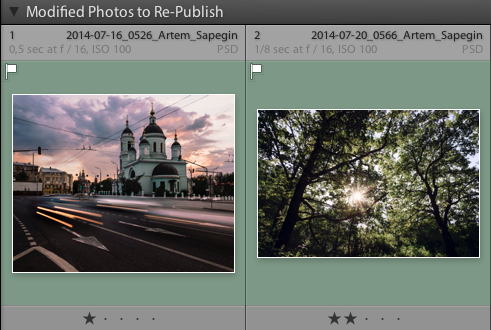 Modified Photos to Re-Publish
1 2014-07-16_0526_Artem_Sapegin
0,5 sec at f / 16, ISO 100 PSD
2 2014-07-20_0566_Artem_Sapegin
1/8 sec at f / 16, ISO 100 PSD